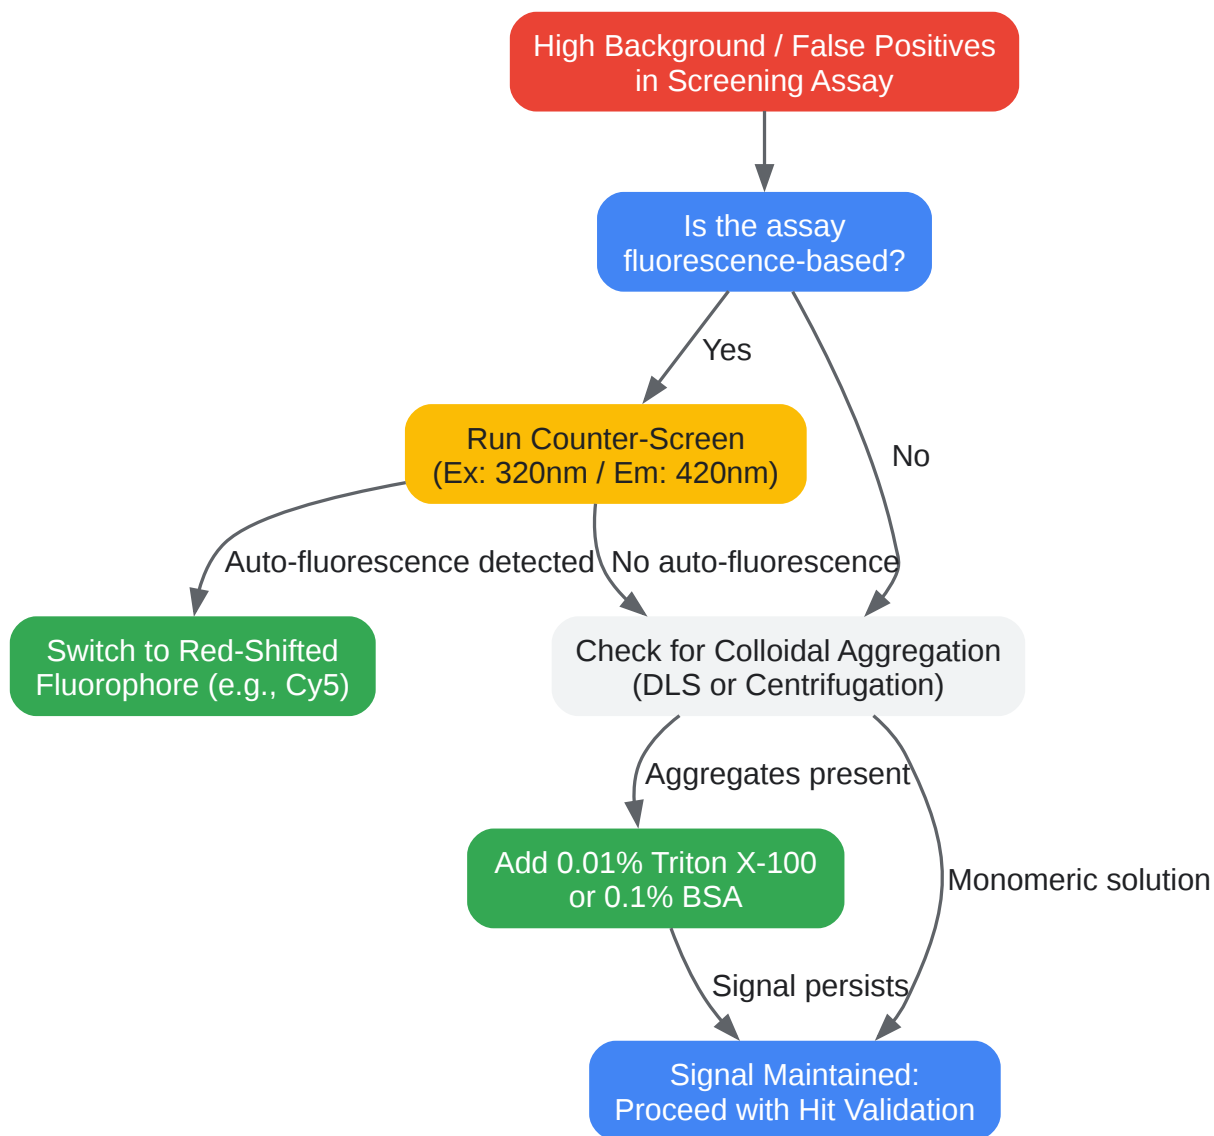 High Background / False Positives
in Screening Assay
Is the assay
fluorescence-based?
Yes
No
Run Counter-Screen
(Ex: 320nm / Em: 420nm)
Auto-fluorescence detected
No auto-fluorescence
Switch to Red-Shifted
Fluorophore (e.g., Cy5)
Check for Colloidal Aggregation
(DLS or Centrifugation)
Aggregates present
Add 0.01% Triton X-100
or 0.1% BSA
Monomeric solution
Signal persists
Signal Maintained:
Proceed with Hit Validation